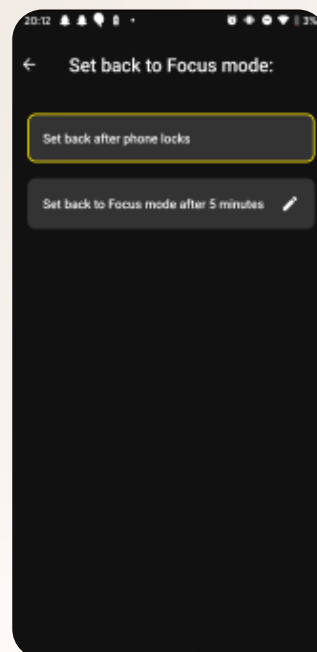 20:12
3%
Set back to Focus mode:
Set back after phone locks
Set back to Focus mode after 5 minutes